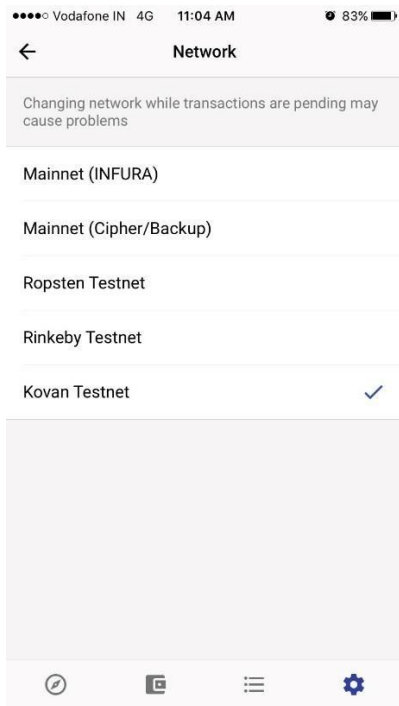 Vodafone IN 4G 11:04 AM 83%
Network
Changing network while transactions are pending may
cause problems
Mainnet (INFURA)
Mainnet (Cipher/Backup)
Ropsten Testnet
Rinkeby Testnet
Kovan Testnet